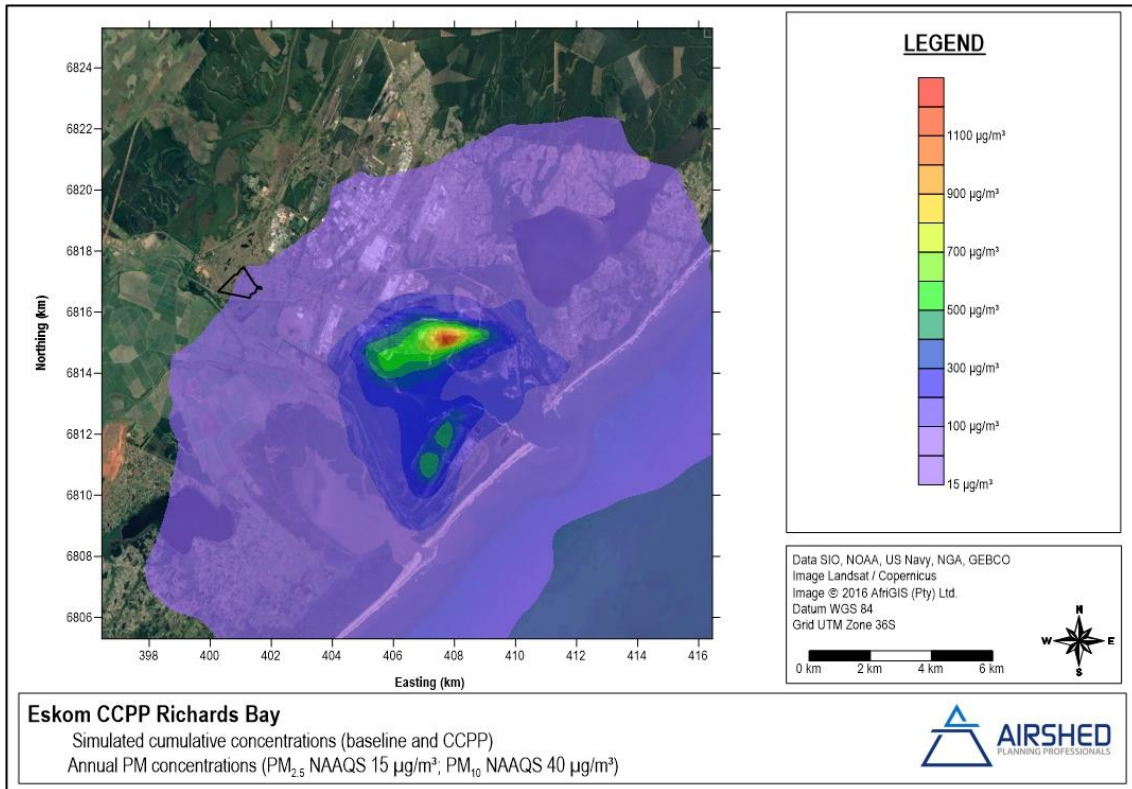 6824
6822
6820
6818
6816
6814
6812
6810
6808
6806
Northing (km)
398 400 402 404 406 408 410 412 414 416
Easting (km)
LEGEND
1100 µg/m³
900 µg/m³
700 µg/m³
500 µg/m³
300 µg/m³
100 µg/m³
15 µg/m³
Data SIO, NOAA, US Navy, NGA, GEBCO
Image Landsat / Copernicus
Image © 2016 AfriGIS (Pty) Ltd.
Datum WGS 84
Grid UTM Zone 36S
0 km 2 km 4 km 6 km
N
W E
S
Eskom CCPP Richards Bay
Simulated cumulative concentrations (baseline and CCPP)
Annual PM concentrations (PM₂.₅ NAAQS 15 µg/m³; PM₁₀ NAAQS 40 µg/m³)
AIRSHED
PLANNING PROFESSIONALS